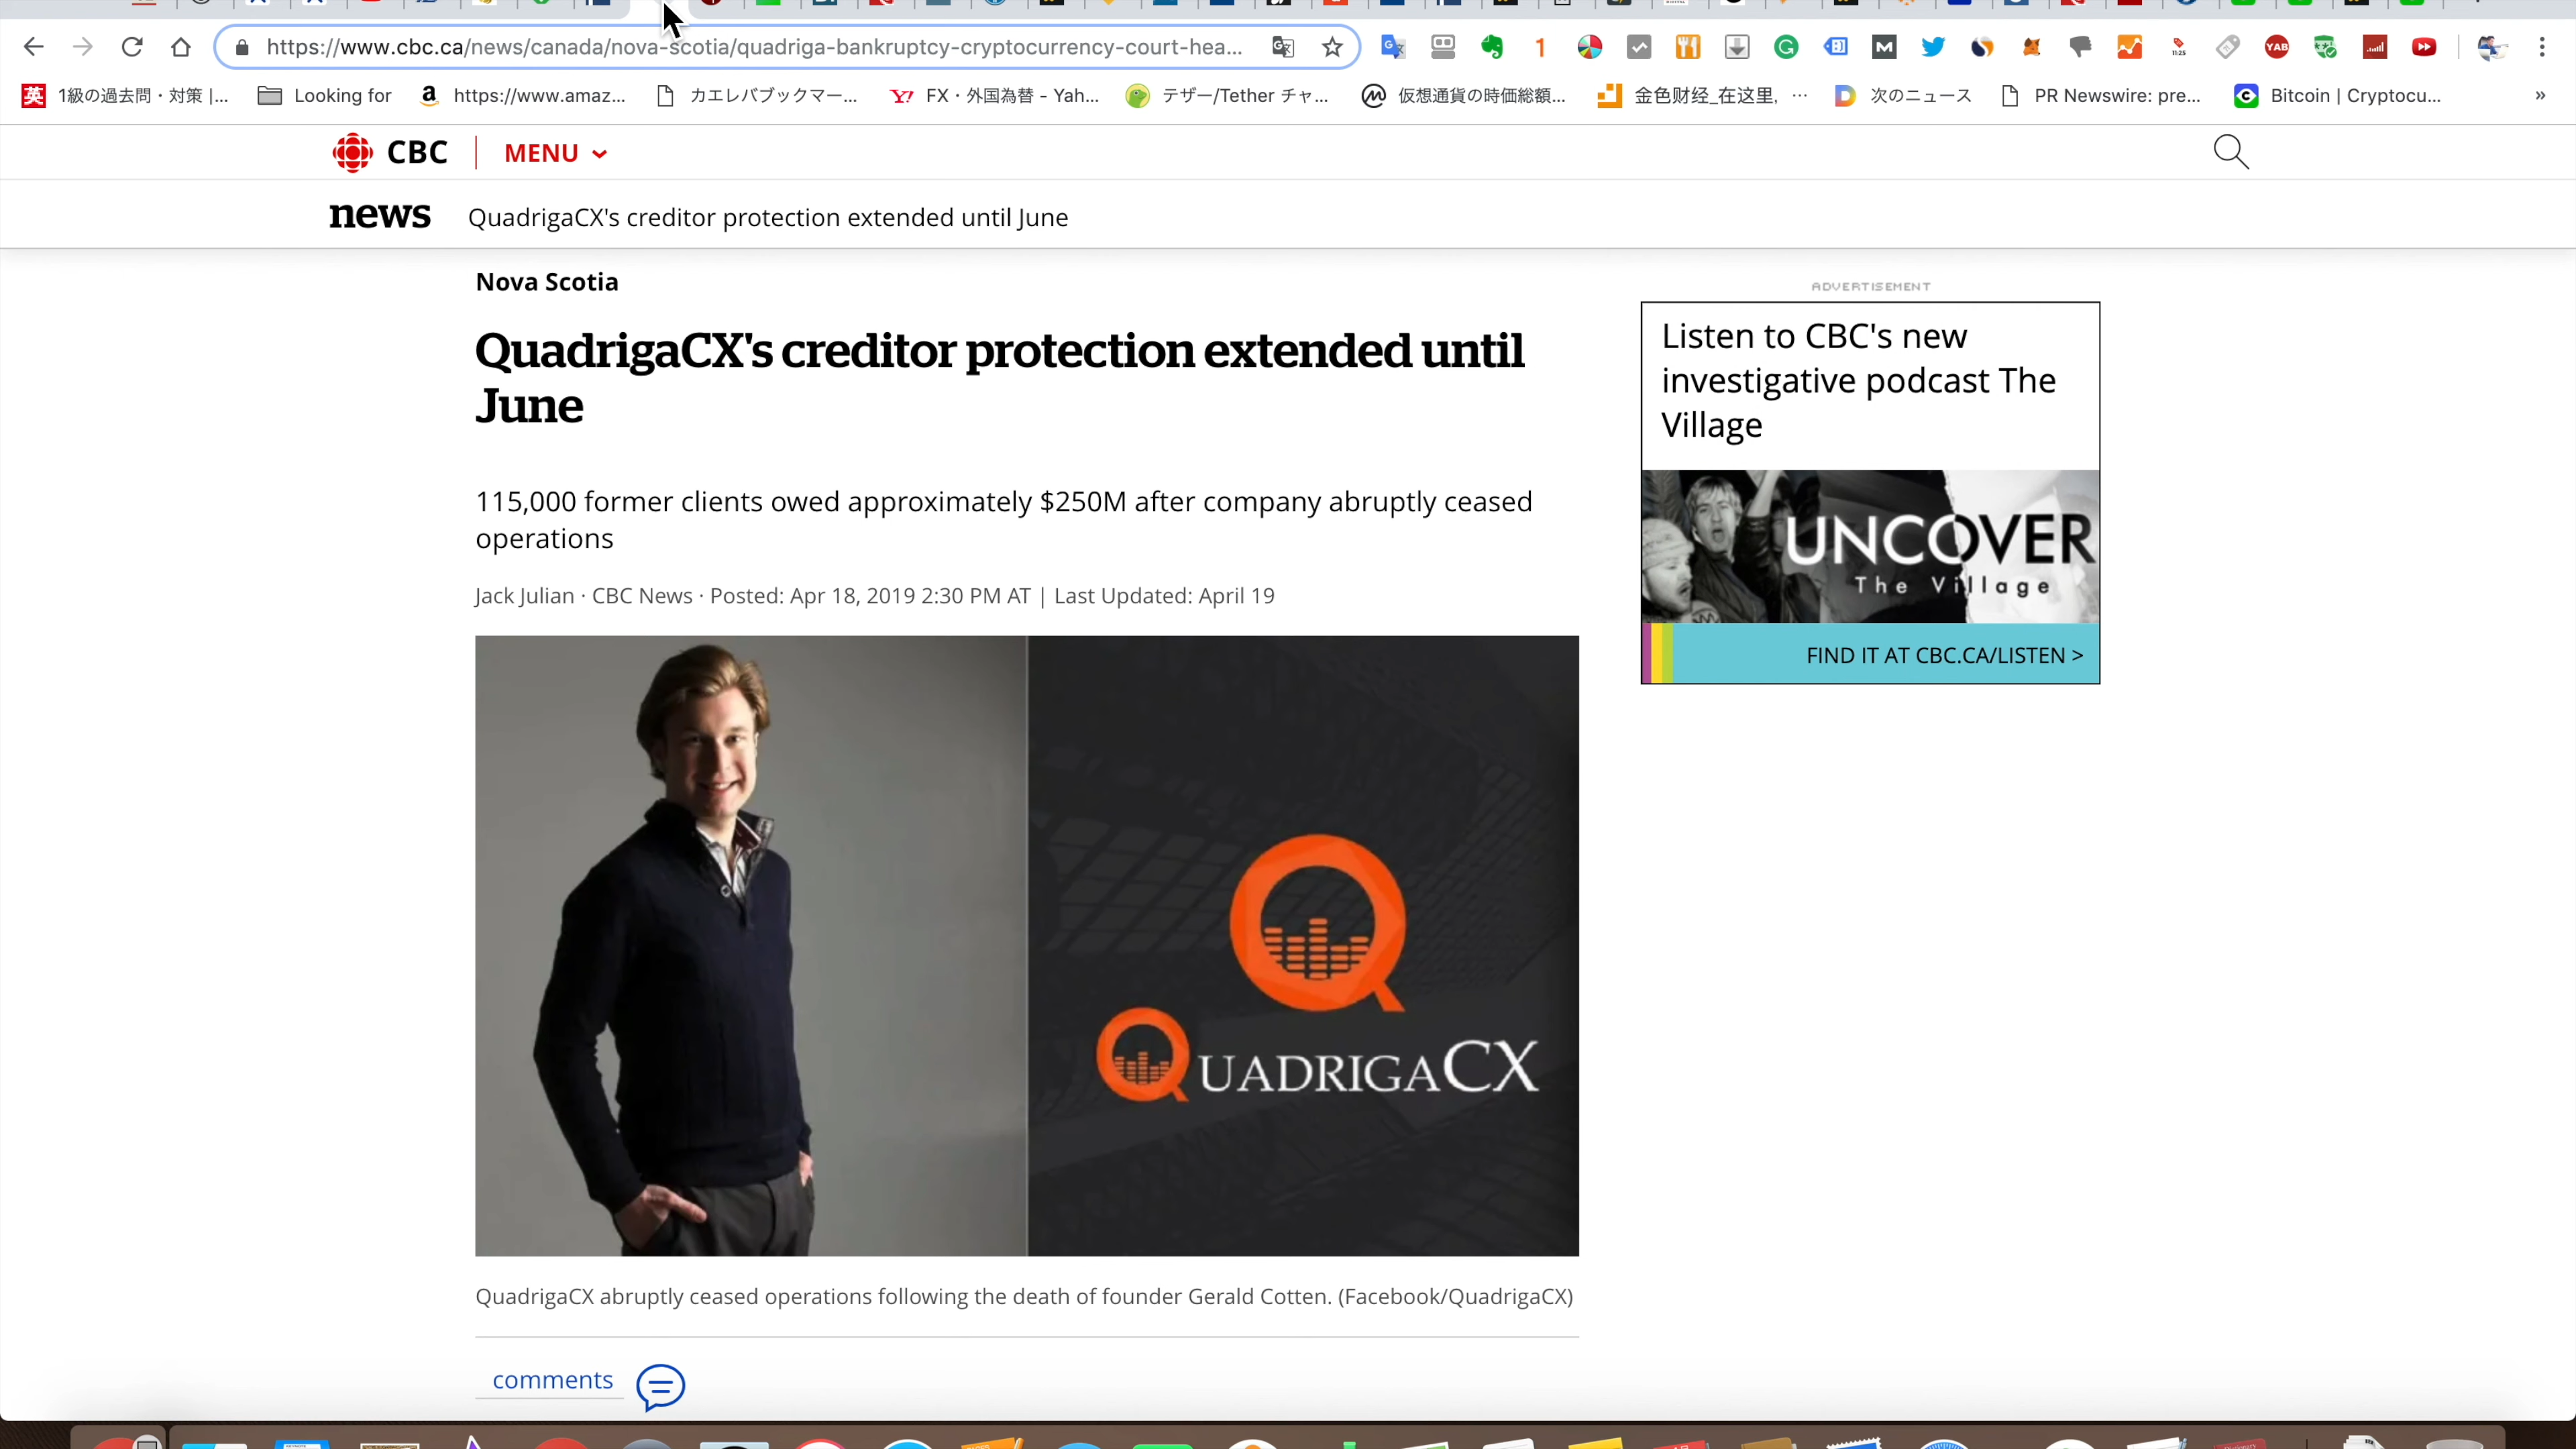 https://www.cbc.ca/news/canada/nova-scotia/quadriga-bankruptcy-cryptocurrency-court-hea...
英 1級の過去問・対策 |... Looking for https://www.amaz... カエレバブックマー... Y! FX・外国為替 - Yah... テザー/Tether チャ... 仮想通貨の時価総額... 金色财经_在这里, ... 次のニュース PR Newswire: pre... Bitcoin | Cryptocu... »
CBC MENU
news QuadrigaCX's creditor protection extended until June
Nova Scotia
QuadrigaCX's creditor protection extended until
June
115,000 former clients owed approximately $250M after company abruptly ceased
operations
Jack Julian · CBC News · Posted: Apr 18, 2019 2:30 PM AT | Last Updated: April 19
QUADRIGACX
QuadrigaCX abruptly ceased operations following the death of founder Gerald Cotten. (Facebook/QuadrigaCX)
comments
ADVERTISEMENT
Listen to CBC's new
investigative podcast The
Village
UNCOVER
The Village
FIND IT AT CBC.CA/LISTEN >